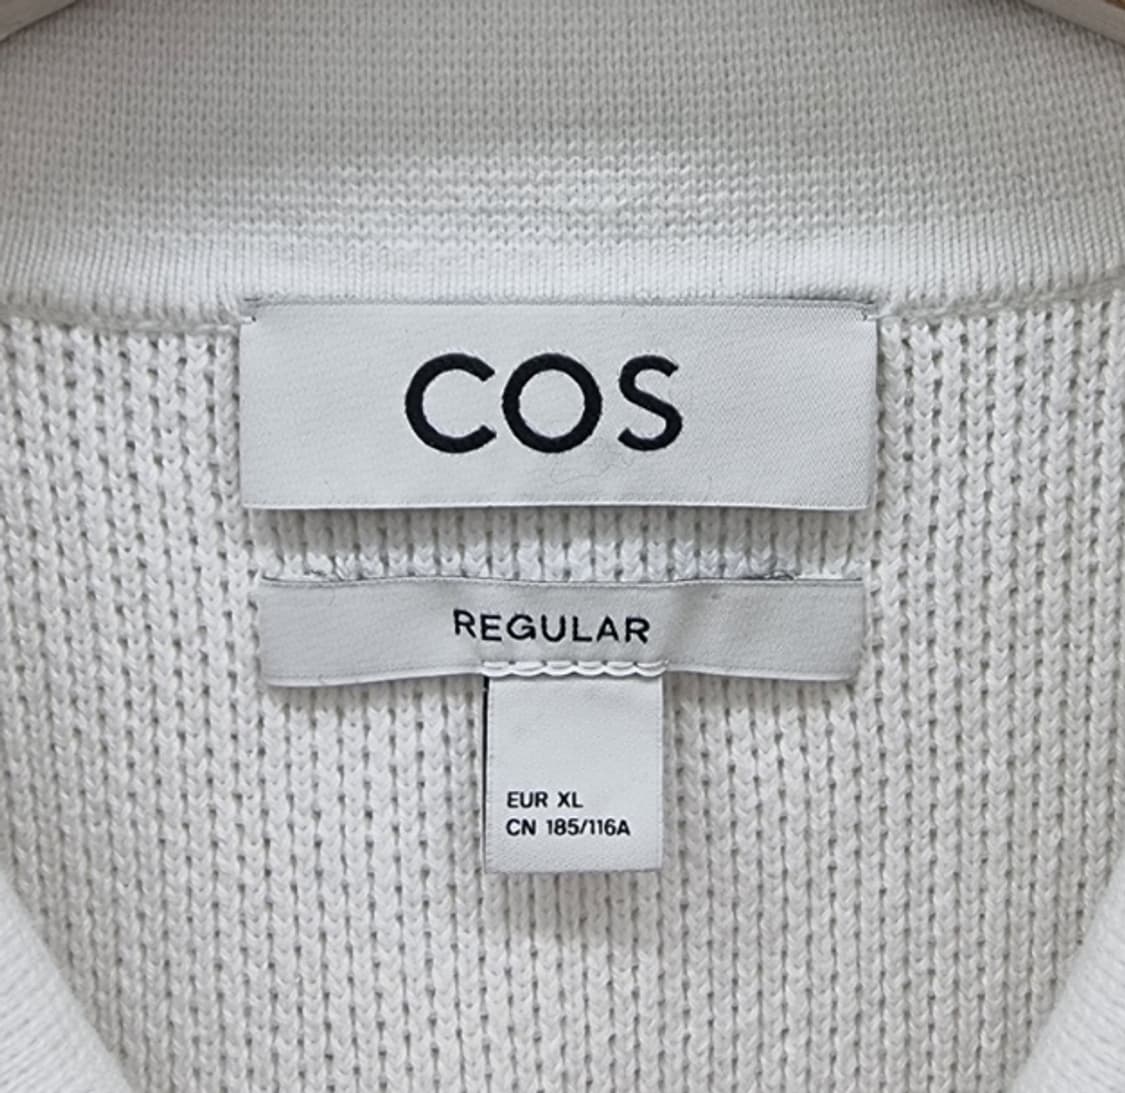 COS
REGULAR
EUR XL
CN 185/116A